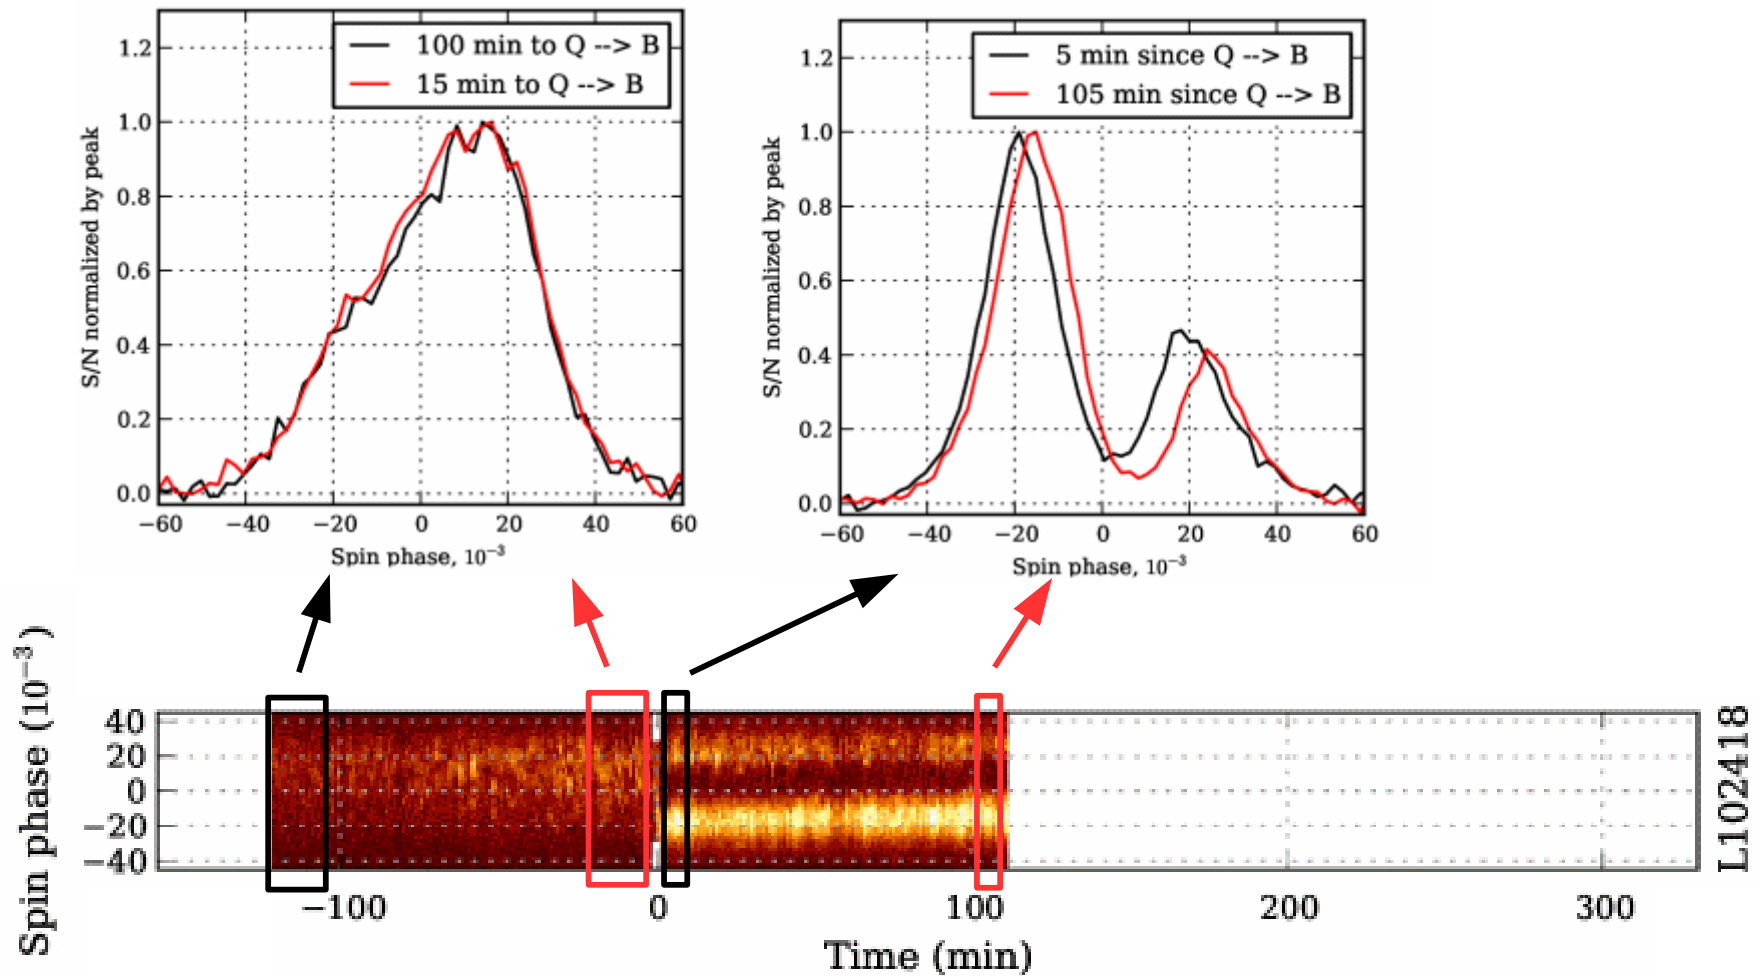 100 min to Q --> B
15 min to Q --> B
S/N normalized by peak
1.2
1.0
0.8
0.6
0.4
0.2
0.0
−60 −40 −20 0 20 40 60
Spin phase, 10⁻³
5 min since Q --> B
105 min since Q --> B
S/N normalized by peak
1.2
1.0
0.8
0.6
0.4
0.2
0.0
−60 −40 −20 0 20 40 60
Spin phase, 10⁻³
Spin phase (10⁻³)
40
20
0
−20
−40
−100 0 100 200 300
Time (min)
L102418